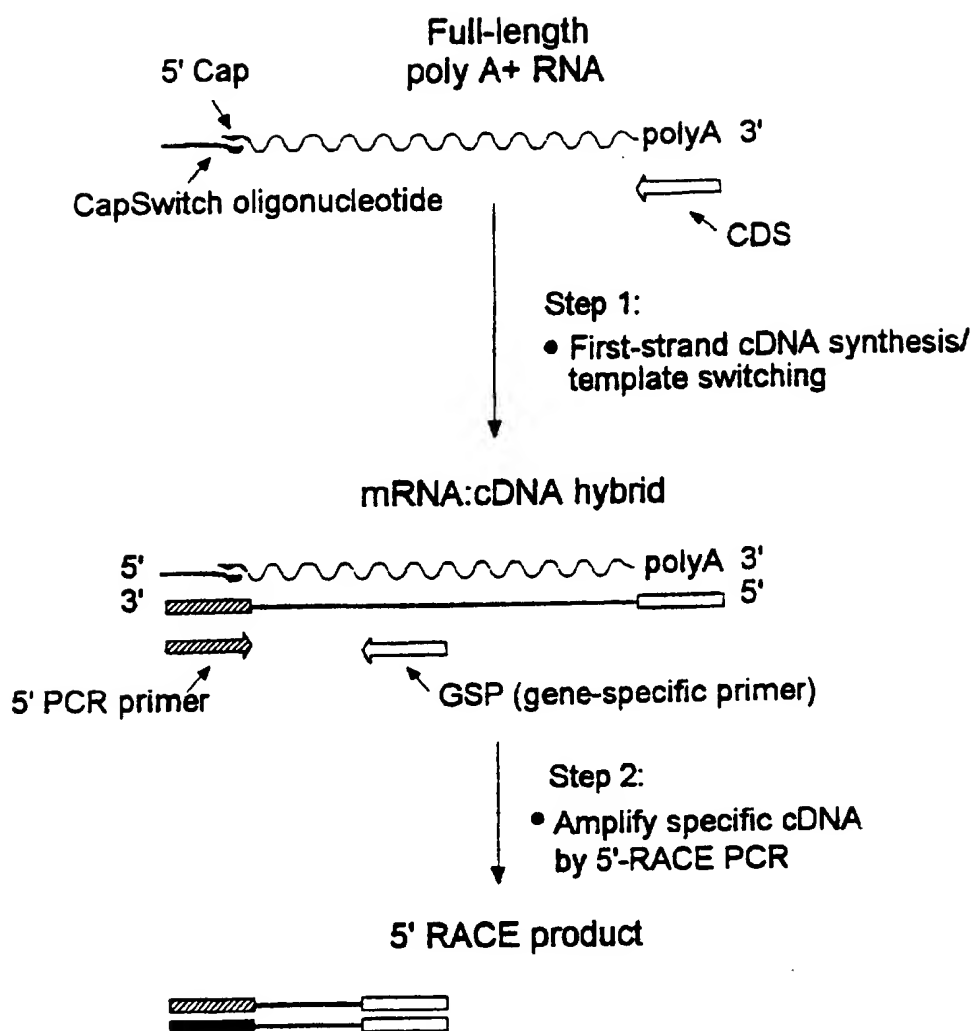 Full-length
poly A+ RNA
5' Cap
polyA 3'
CapSwitch oligonucleotide
CDS
Step 1:
• First-strand cDNA synthesis/
template switching
mRNA:cDNA hybrid
5'
polyA 3'
3'
5'
5' PCR primer
GSP (gene-specific primer)
Step 2:
• Amplify specific cDNA
by 5'-RACE PCR
5' RACE product